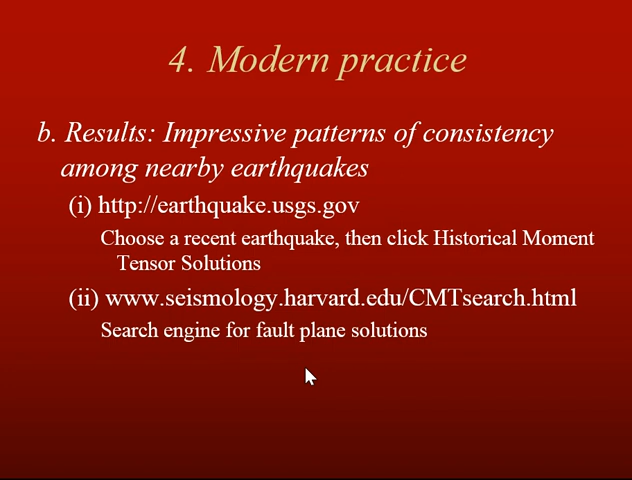 4. Modern practice
b. Results: Impressive patterns of consistency
among nearby earthquakes
(i) http://earthquake.usgs.gov
Choose a recent earthquake, then click Historical Moment
Tensor Solutions
(ii) www.seismology.harvard.edu/CMTsearch.html
Search engine for fault plane solutions